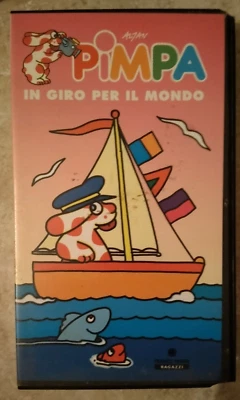 Altan
PiMPA
IN GIRO PER IL MONDO
RAGAZZI